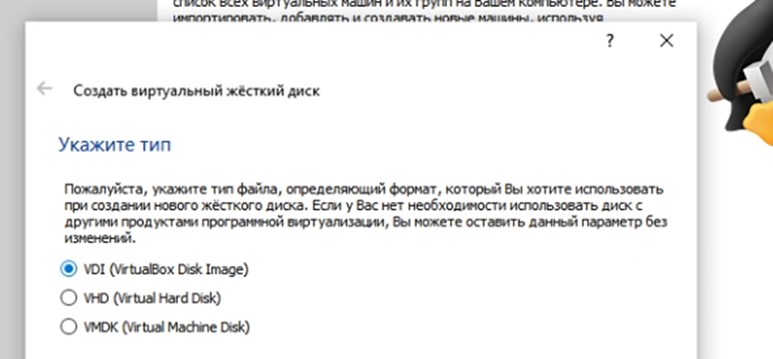 список всех виртуальных машин и их групп на Вашем компьютере. Вы можете
импортировать, добавлять и создавать новые машины, используя
?
Создать виртуальный жёсткий диск
Укажите тип
Пожалуйста, укажите тип файла, определяющий формат, который Вы хотите использовать
при создании нового жёсткого диска. Если у Вас нет необходимости использовать диск с
другими продуктами программной виртуализации, Вы можете оставить данный параметр без
изменений.
VDI (VirtualBox Disk Image)
VHD (Virtual Hard Disk)
VMDK (Virtual Machine Disk)